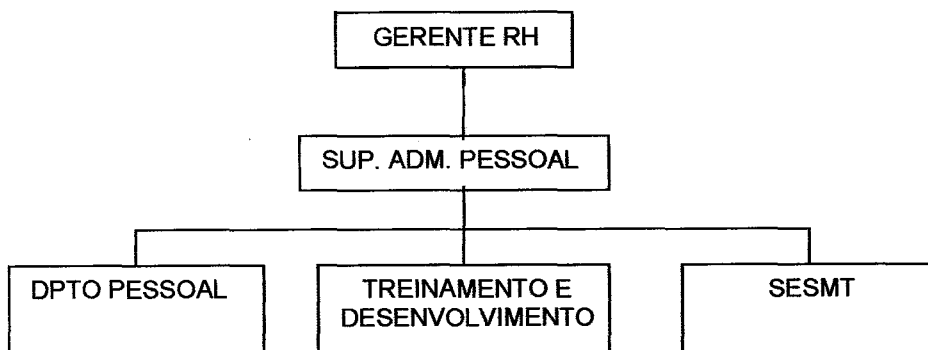 GERENTE RH
SUP. ADM. PESSOAL
DPTO PESSOAL
TREINAMENTO E
DESENVOLVIMENTO
SESMT